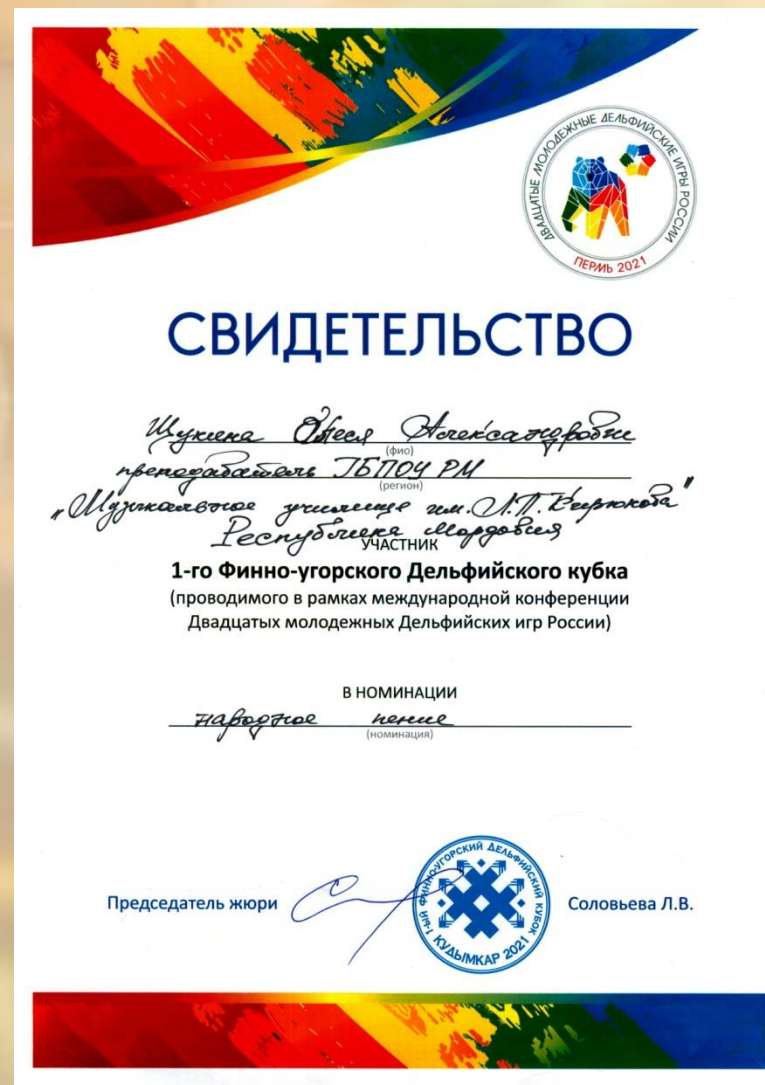 ДВАДЦАТЫЕ МОЛОДЕЖНЫЕ ДЕЛЬФИЙСКИЕ ИГРЫ РОССИИ
ПЕРМЬ 2021
СВИДЕТЕЛЬСТВО
Олеся Александровне
(фио)
преподаватель ГБПОУ РМ
(регион)
"Музыкальное училище им. Л.П. Кирюкова"
Республика Мордовия
УЧАСТНИК
1-го Финно-угорского Дельфийского кубка
(проводимого в рамках международной конференции
Двадцатых молодежных Дельфийских игр России)
В НОМИНАЦИИ
народное пение
(номинация)
Председатель жюри
1-ЫЙ ФИННО-УГОРСКИЙ ДЕЛЬФИЙСКИЙ КУБОК
КУДЫМКАР 2021
Соловьева Л.В.